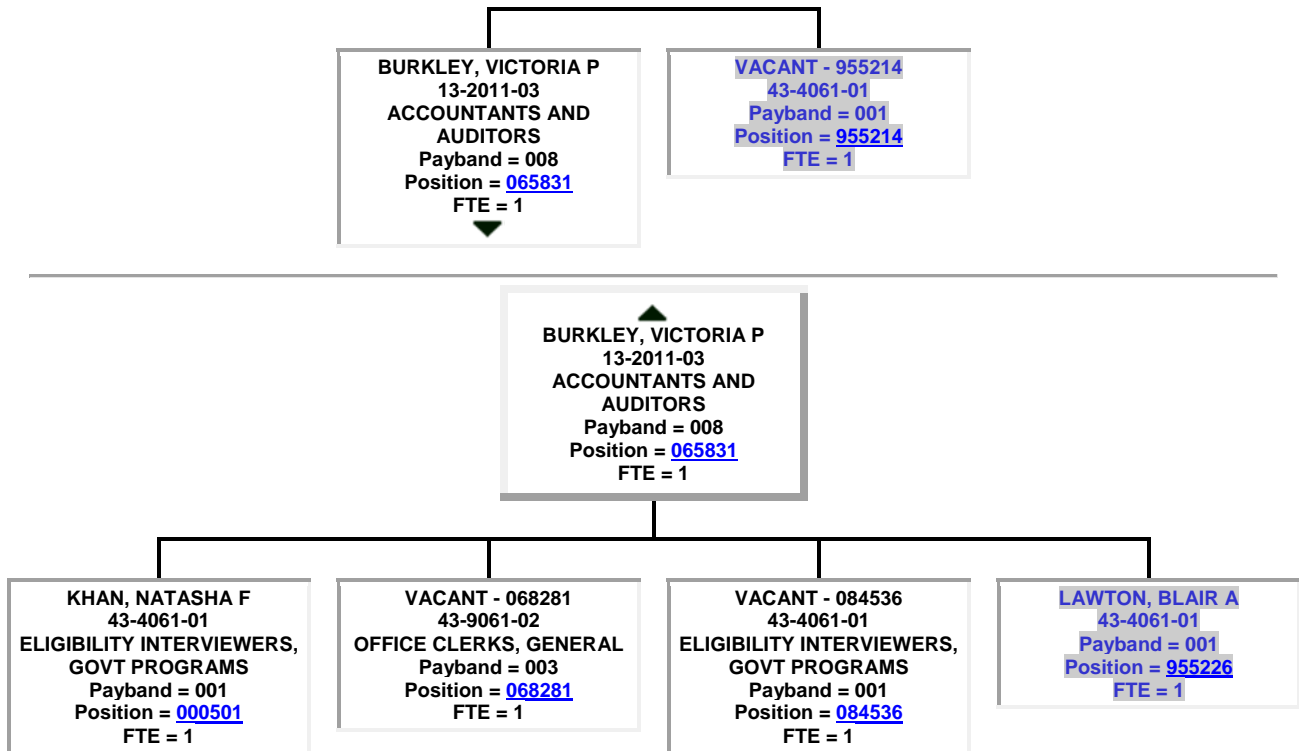 BURKLEY, VICTORIA P
13-2011-03
ACCOUNTANTS AND
AUDITORS
Payband = 008
Position = 065831
FTE = 1
VACANT - 955214
43-4061-01
Payband = 001
Position = 955214
FTE = 1
BURKLEY, VICTORIA P
13-2011-03
ACCOUNTANTS AND
AUDITORS
Payband = 008
Position = 065831
FTE = 1
KHAN, NATASHA F
43-4061-01
ELIGIBILITY INTERVIEWERS,
GOVT PROGRAMS
Payband = 001
Position = 000501
FTE = 1
VACANT - 068281
43-9061-02
OFFICE CLERKS, GENERAL
Payband = 003
Position = 068281
FTE = 1
VACANT - 084536
43-4061-01
ELIGIBILITY INTERVIEWERS,
GOVT PROGRAMS
Payband = 001
Position = 084536
FTE = 1
LAWTON, BLAIR A
43-4061-01
Payband = 001
Position = 955226
FTE = 1